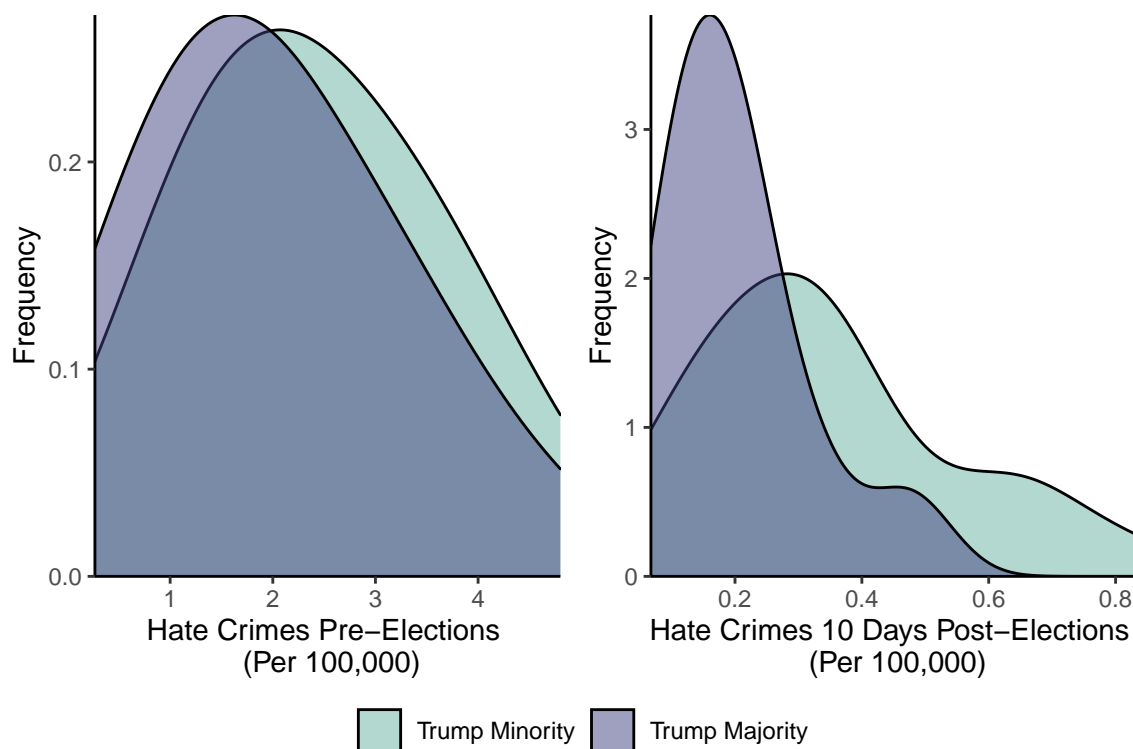 Frequency
0.2
0.1
0.0
1 2 3 4
Hate Crimes Pre−Elections
(Per 100,000)
Frequency
3
2
1
0
0.2 0.4 0.6 0.8
Hate Crimes 10 Days Post−Elections
(Per 100,000)
Trump Minority Trump Majority